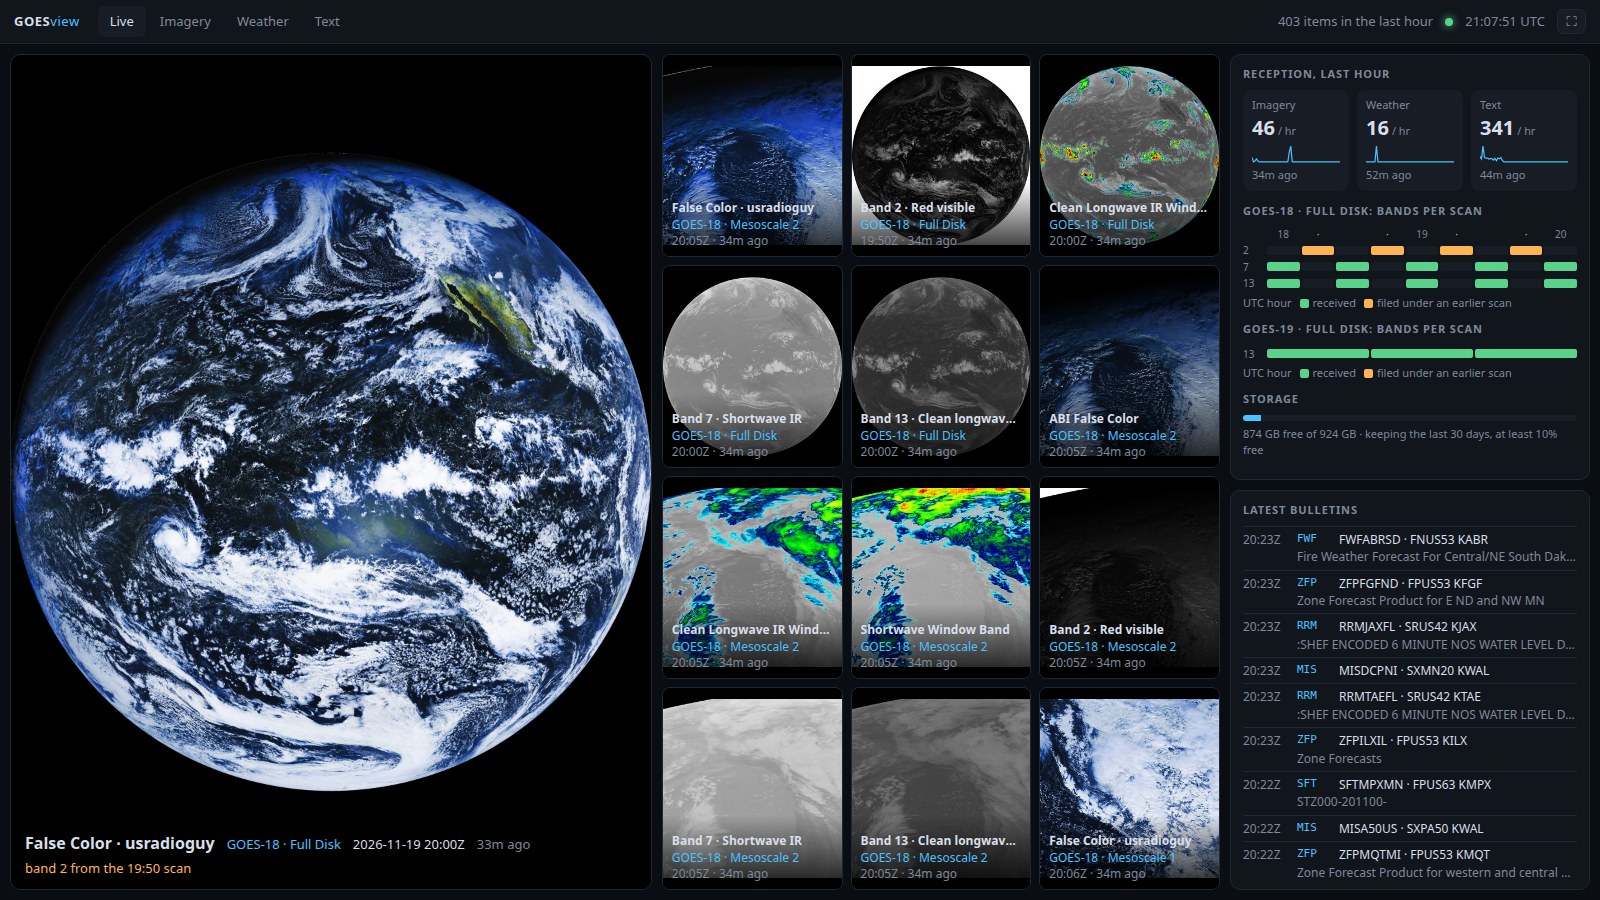 GOESview Live Imagery Weather Text 403 items in the last hour 21:07:51 UTC
False Color · usradioguy GOES-18 · Full Disk 2026-11-19 20:00Z 33m ago
band 2 from the 19:50 scan
False Color · usradioguy
GOES-18 · Mesoscale 2
20:05Z · 34m ago
Band 2 · Red visible
GOES-18 · Full Disk
19:50Z · 34m ago
Clean Longwave IR Wind...
GOES-18 · Full Disk
20:00Z · 34m ago
Band 7 · Shortwave IR
GOES-18 · Full Disk
20:00Z · 34m ago
Band 13 · Clean longwav...
GOES-18 · Full Disk
20:00Z · 34m ago
ABI False Color
GOES-18 · Mesoscale 2
20:05Z · 34m ago
Clean Longwave IR Wind...
GOES-18 · Mesoscale 2
20:05Z · 34m ago
Shortwave Window Band
GOES-18 · Mesoscale 2
20:05Z · 34m ago
Band 2 · Red visible
GOES-18 · Mesoscale 2
20:05Z · 34m ago
Band 7 · Shortwave IR
GOES-18 · Mesoscale 2
20:05Z · 34m ago
Band 13 · Clean longwav...
GOES-18 · Mesoscale 2
20:05Z · 34m ago
False Color · usradioguy
GOES-18 · Mesoscale 1
20:06Z · 34m ago
RECEPTION, LAST HOUR
Imagery
46 / hr
34m ago
Weather
16 / hr
52m ago
Text
341 / hr
44m ago
GOES-18 · FULL DISK: BANDS PER SCAN
18 · · 19 · · 20
2
7
13
UTC hour received filed under an earlier scan
GOES-19 · FULL DISK: BANDS PER SCAN
13
UTC hour received filed under an earlier scan
STORAGE
874 GB free of 924 GB · keeping the last 30 days, at least 10%
free
LATEST BULLETINS
20:23Z FWF FWFABRSD · FNUS53 KABR
Fire Weather Forecast For Central/NE South Dak...
20:23Z ZFP ZFPFGFND · FPUS53 KFGF
Zone Forecast Product for E ND and NW MN
20:23Z RRM RRMJAXFL · SRUS42 KJAX
:SHEF ENCODED 6 MINUTE NOS WATER LEVEL D...
20:23Z MIS MISDCPNI · SXMN20 KWAL
20:23Z RRM RRMTAEFL · SRUS42 KTAE
:SHEF ENCODED 6 MINUTE NOS WATER LEVEL D...
20:23Z ZFP ZFPILXIL · FPUS53 KILX
Zone Forecasts
20:22Z SFT SFTMPXMN · FPUS63 KMPX
STZ000-201100-
20:22Z MIS MISA50US · SXPA50 KWAL
20:22Z ZFP ZFPMQTMI · FPUS53 KMQT
Zone Forecast Product for western and central ...